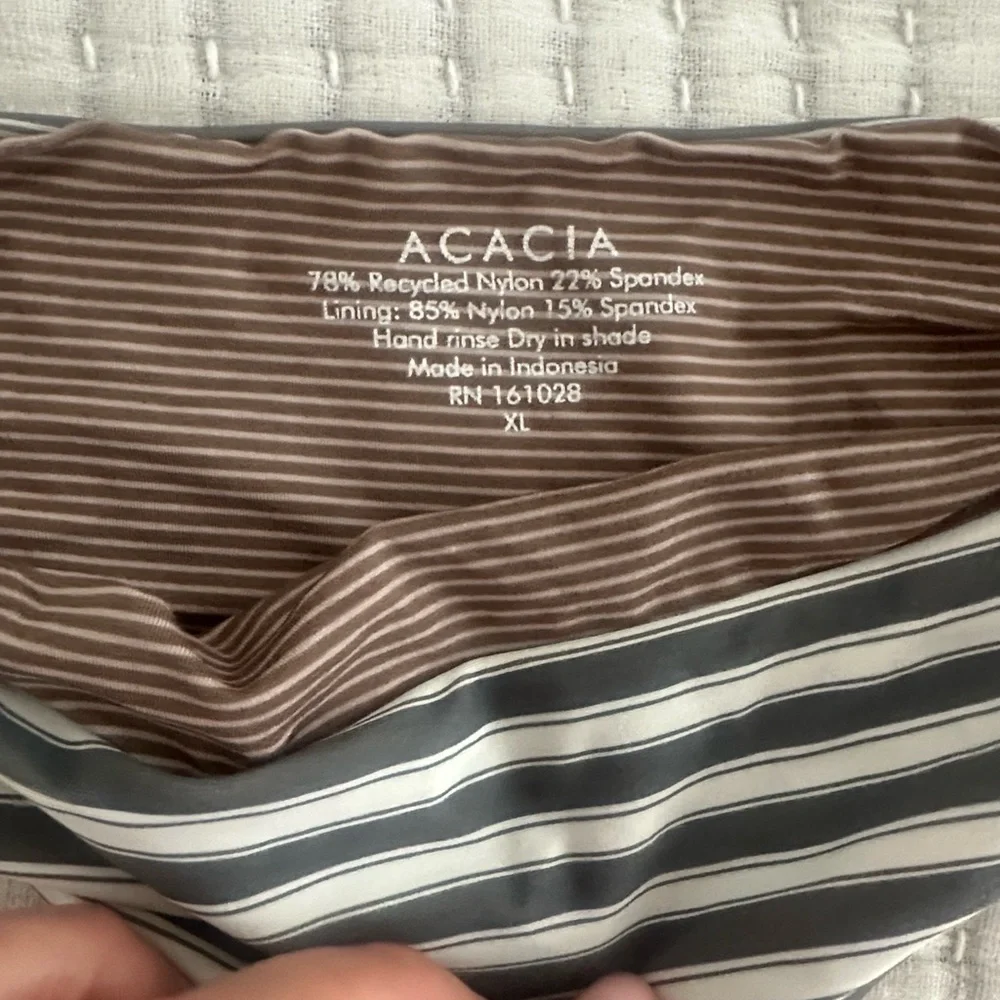 ACACIA
78% Recycled Nylon 22% Spandex
Lining: 85% Nylon 15% Spandex
Hand rinse Dry in shade
Made in Indonesia
RN 161028
XL